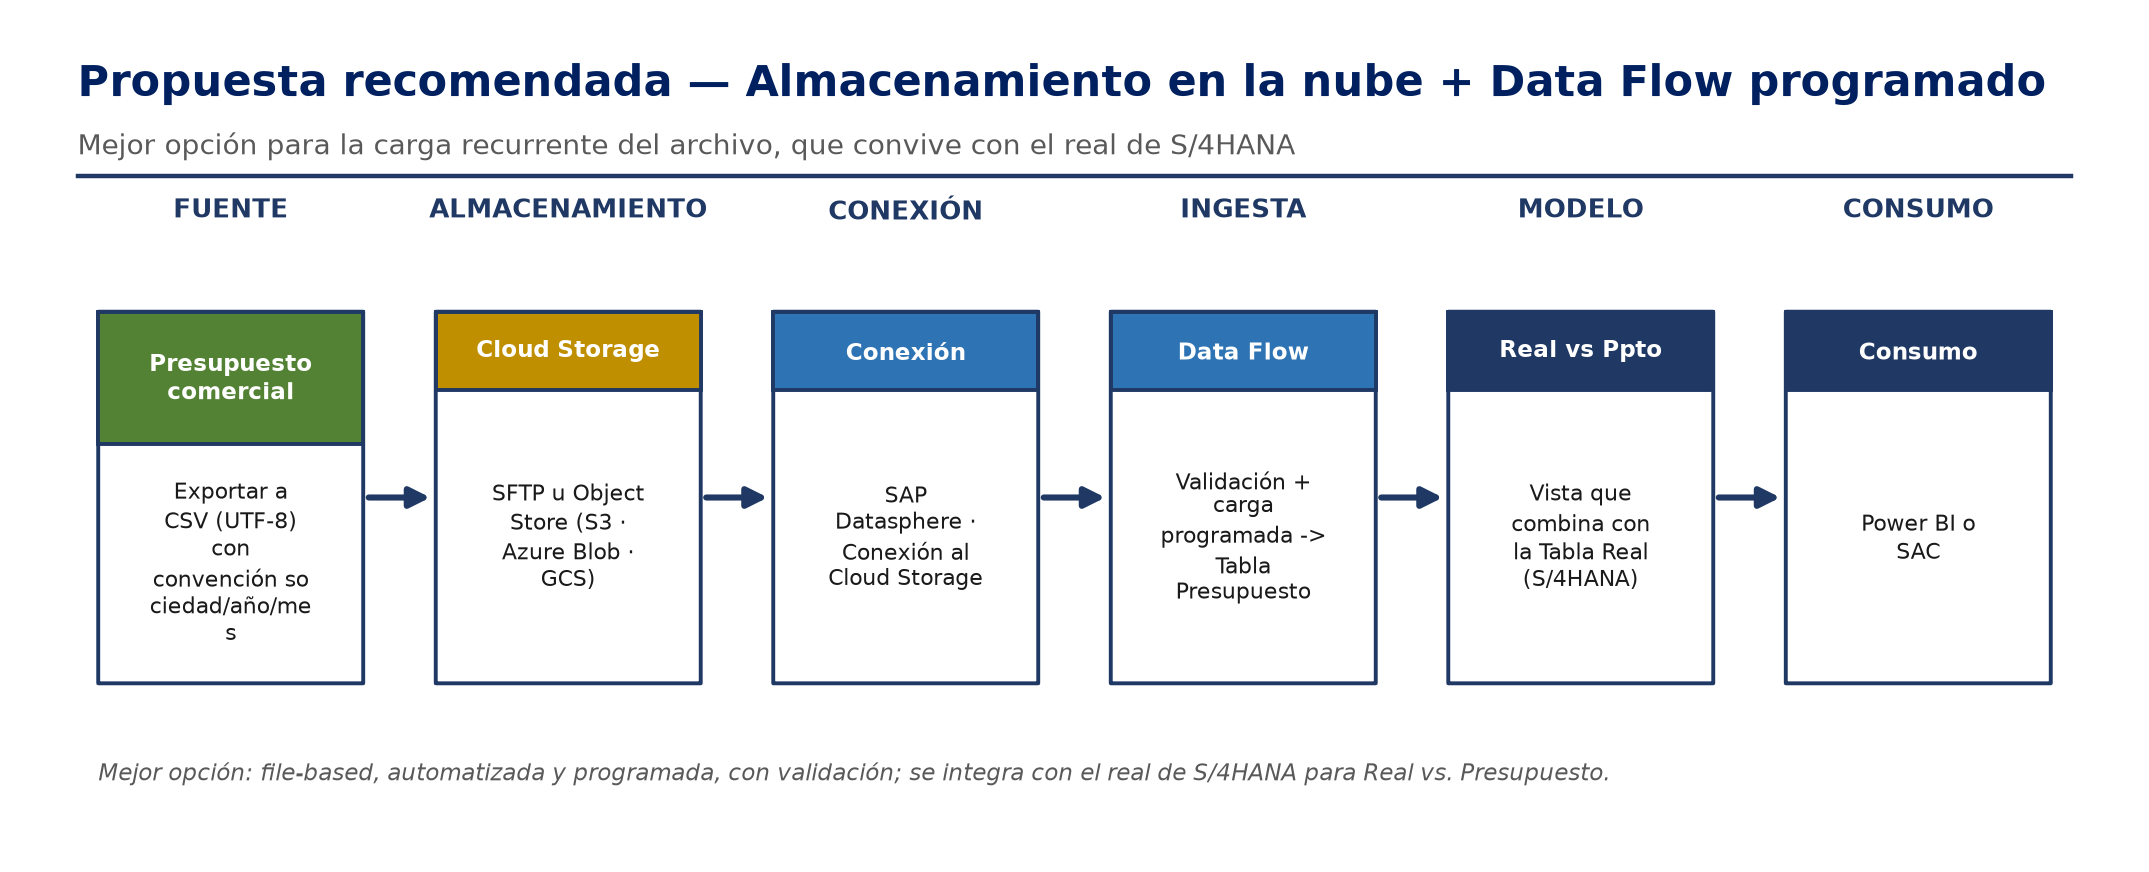 Propuesta recomendada — Almacenamiento en la nube + Data Flow programado
Mejor opción para la carga recurrente del archivo, que convive con el real de S/4HANA
FUENTE
ALMACENAMIENTO
CONEXIÓN
INGESTA
MODELO
CONSUMO
Presupuesto
comercial
Exportar a
CSV (UTF-8)
con
convención so
ciedad/año/me
s
Cloud Storage
SFTP u Object
Store (S3 ·
Azure Blob ·
GCS)
Conexión
SAP
Datasphere ·
Conexión al
Cloud Storage
Data Flow
Validación +
carga
programada ->
Tabla
Presupuesto
Real vs Ppto
Vista que
combina con
la Tabla Real
(S/4HANA)
Consumo
Power BI o
SAC
Mejor opción: file-based, automatizada y programada, con validación; se integra con el real de S/4HANA para Real vs. Presupuesto.